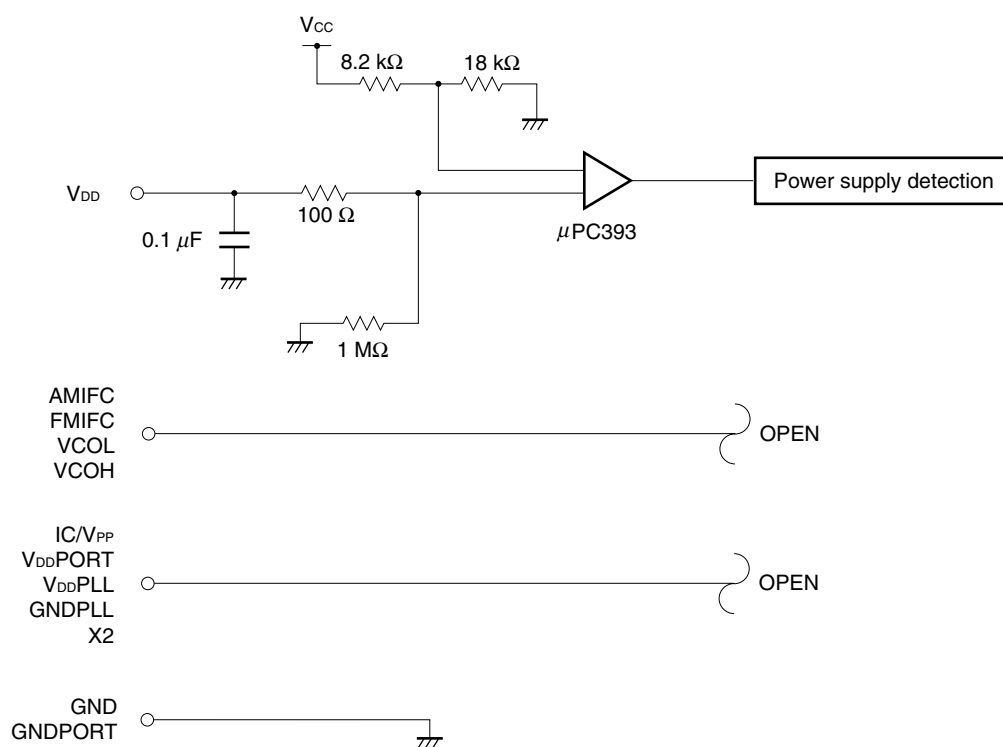 VCC
8.2 kΩ
18 kΩ
VDD
100 Ω
0.1 μF
μPC393
Power supply detection
1 MΩ
AMIFC
FMIFC
VCOL
VCOH
OPEN
IC/VPP
VDDPORT
VDDPLL
GNDPLL
X2
OPEN
GND
GNDPORT